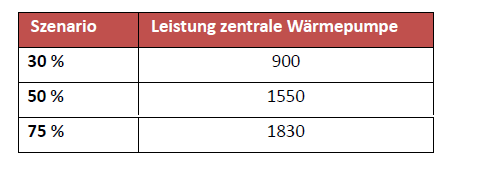 Szenario Leistung zentrale Wärmepumpe
30 % 900
50 % 1550
75 % 1830